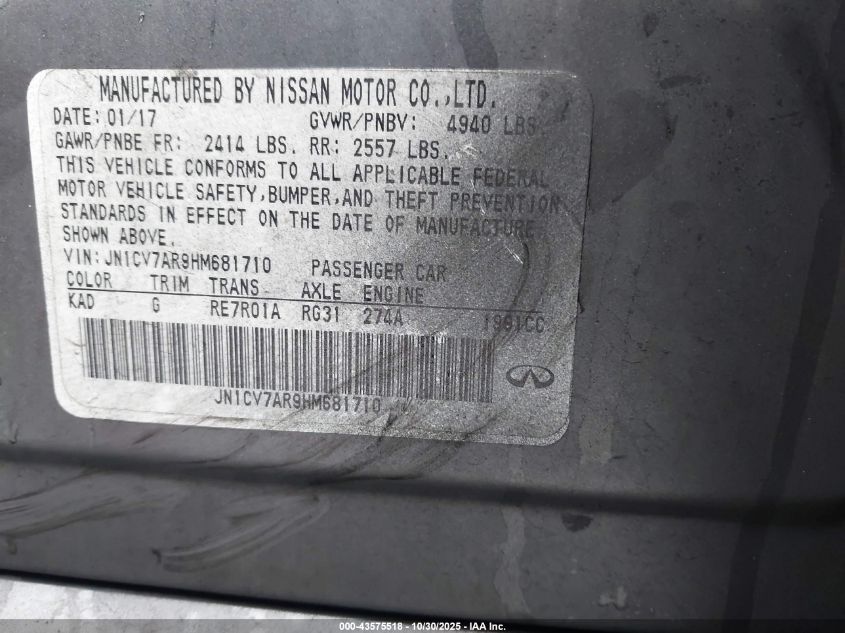 MANUFACTURED BY NISSAN MOTOR CO.,LTD.
DATE: 01/17 GVWR/PNBV: 4940 LBS.
GAWR/PNBE FR: 2414 LBS. RR: 2557 LBS.
THIS VEHICLE CONFORMS TO ALL APPLICABLE FEDERAL
MOTOR VEHICLE SAFETY,BUMPER,AND THEFT PREVENTION
STANDARDS IN EFFECT ON THE DATE OF MANUFACTURE
SHOWN ABOVE.
VIN:JN1CV7AR9HM681710 PASSENGER CAR
COLOR TRIM TRANS AXLE ENGINE
KAD G RE7R01A RG31 274A 1991CC
JN1CV7AR9HM681710
000-43575518 - 10/30/2025 - IAA Inc.